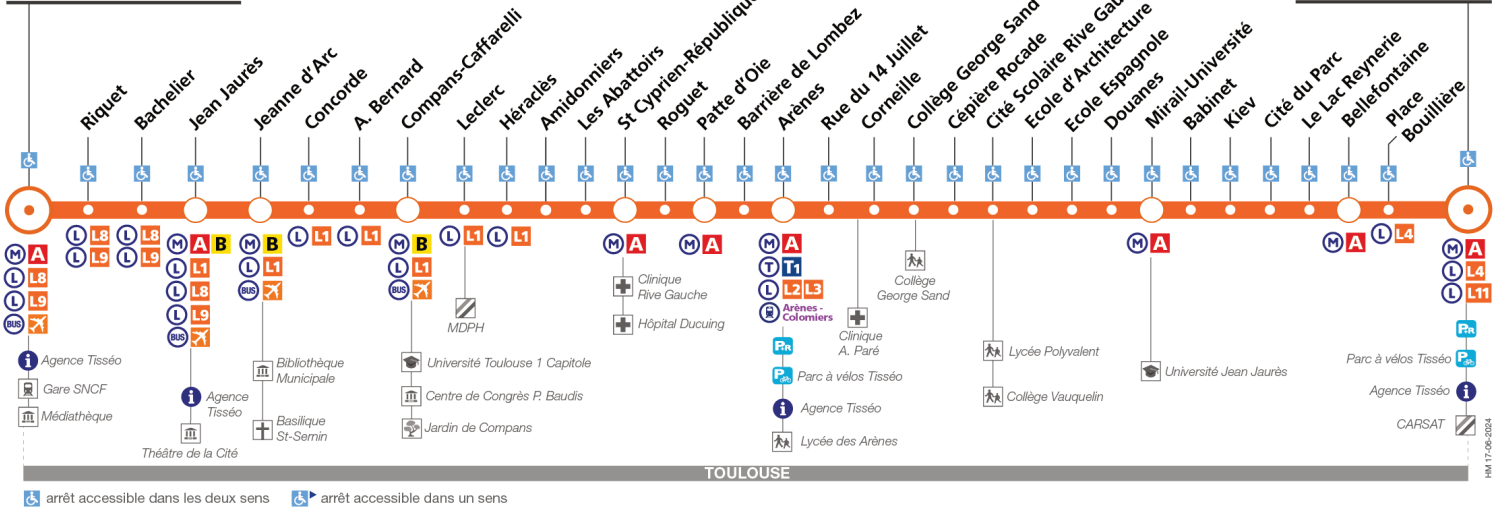 Riquet
Bachelier
Jean Jaurès
Jeanne d'Arc
Concorde
A. Bernard
Compans-Caffarelli
Leclerc
Héraclès
Amidonniers
Les Abattoirs
St Cyprien-République
Roguet
Patte d'Oie
Barrière de Lombez
Arènes
Rue du 14 Juillet
Corneille
Collège George Sand
Cépière Rocade
Cité Scolaire Rive
Ecole d'Architecture
Ecole Espagnole
Douanes
Mirail-Université
Babinet
Kiev
Cité du Parc
Le Lac Reynerie
Bellefontaine
Place
Bouillière
M A
L L8
L L9
BUS
Agence Tisséo
Gare SNCF
Médiathèque
L L8
L L9
L L8
L L9
M A B
L L1
L L8
L L9
BUS
Agence
Tisséo
Théâtre de la Cité
M B
L L1
BUS
Bibliothèque
Municipale
Basilique
St-Sernin
L L1
L L1
M B
L L1
BUS
Université Toulouse 1 Capitole
Centre de Congrès P. Baudis
Jardin de Compans
L L1
MDPH
L L1
M A
Clinique
Rive Gauche
Hôpital Ducuing
M A
M A
T T1
L L2 L3
Arènes -
Colomiers
P+R
Parc à vélos Tisséo
Agence Tisséo
Lycée des Arènes
Clinique
A. Paré
Collège
George Sand
Lycée Polyvalent
Collège Vauquelin
M A
Université Jean Jaurès
M A
L L4
M A
L L4
L L11
P+R
Parc à vélos Tisséo
Agence Tisséo
CARSAT
TOULOUSE
HM 17-06-2024
arrêt accessible dans les deux sens
arrêt accessible dans un sens